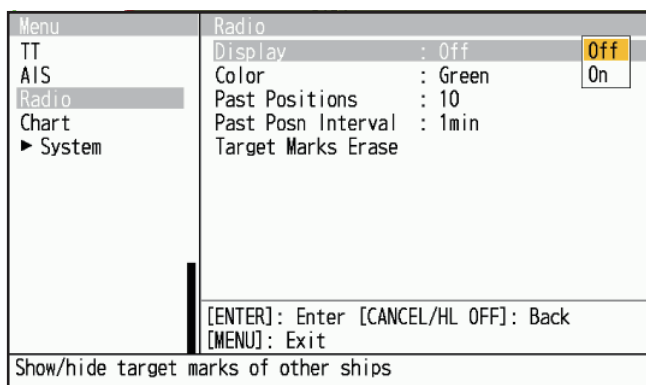 Menu
TT
AIS
Radio
Chart
▶ System
Radio
Display : Off
Color : Green
Past Positions : 10
Past Posn Interval : 1min
Target Marks Erase
Off
On
[ENTER]: Enter [CANCEL/HL OFF]: Back
[MENU]: Exit
Show/hide target marks of other ships